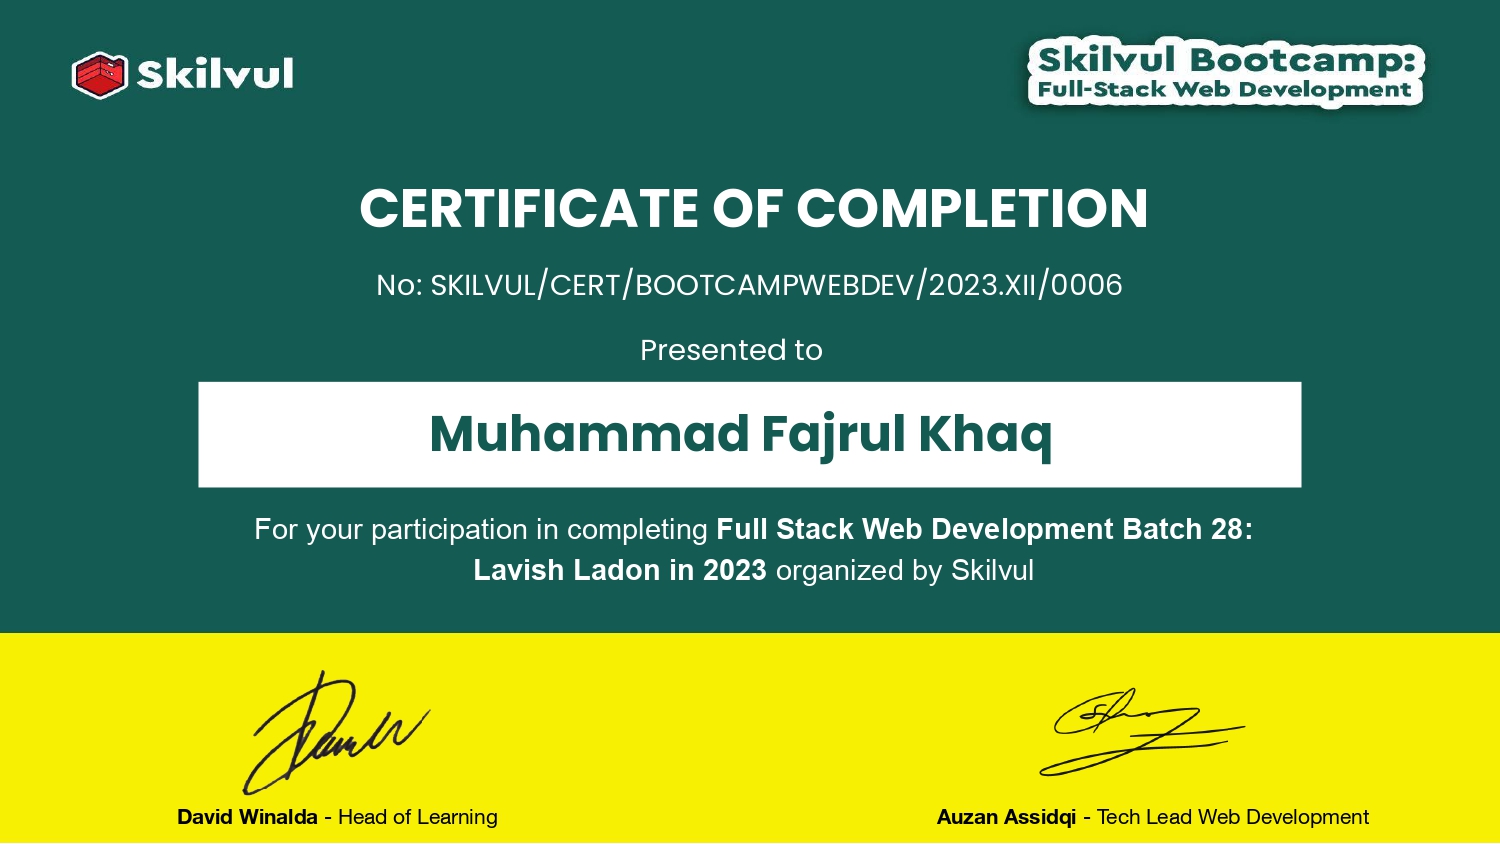 Skilvul
Skilvul Bootcamp:
Full-Stack Web Development
CERTIFICATE OF COMPLETION
No: SKILVUL/CERT/BOOTCAMPWEBDEV/2023.XII/0006
Presented to
Muhammad Fajrul Khaq
For your participation in completing Full Stack Web Development Batch 28:
Lavish Ladon in 2023 organized by Skilvul
David Winalda - Head of Learning
Auzan Assidqi - Tech Lead Web Development